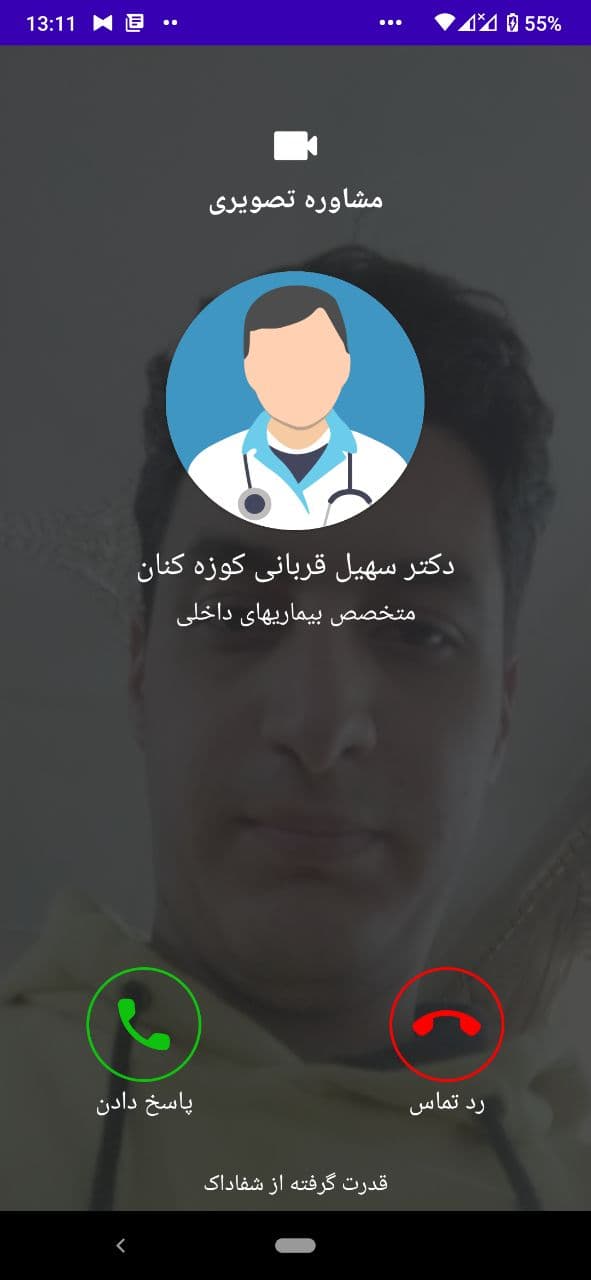 13:11
55%
مشاوره تصویری
دکتر سهیل قربانی کوزه کنان
متخصص بیماریهای داخلی
پاسخ دادن
رد تماس
قدرت گرفته از شفاداک